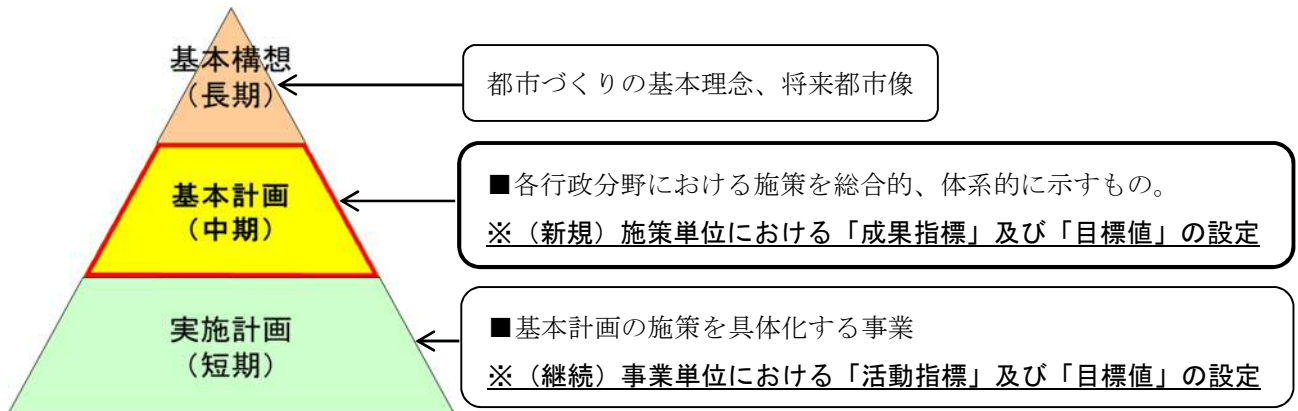 基本構想
（長期）
都市づくりの基本理念、将来都市像
基本計画
（中期）
■各行政分野における施策を総合的、体系的に示すもの。
※（新規）施策単位における「成果指標」及び「目標値」の設定
実施計画
（短期）
■基本計画の施策を具体化する事業
※（継続）事業単位における「活動指標」及び「目標値」の設定